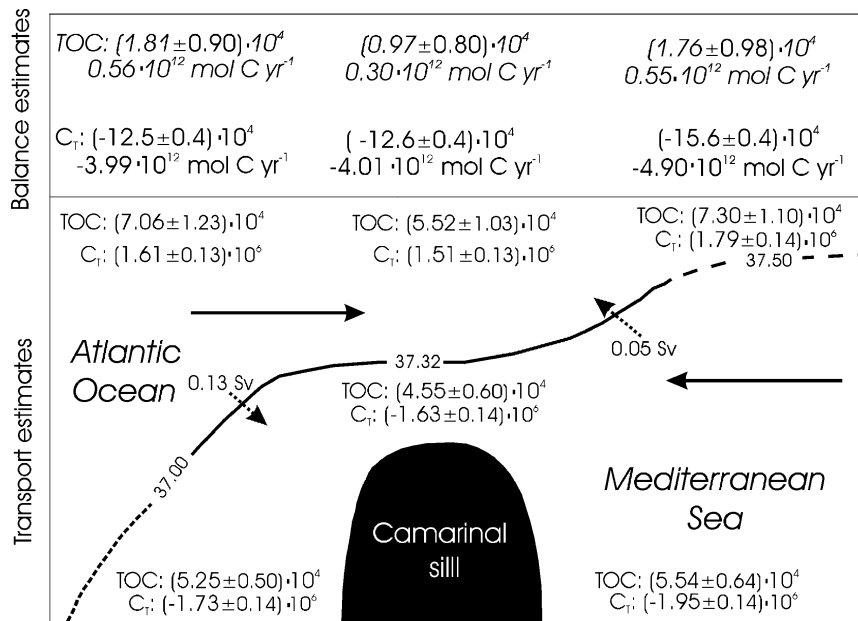 Balance estimates
TOC: (1.81±0.90)·10⁴
0.56·10¹² mol C yr⁻¹
(0.97±0.80)·10⁴
0.30·10¹² mol C yr⁻¹
(1.76±0.98)·10⁴
0.55·10¹² mol C yr⁻¹
C_T: (-12.5±0.4)·10⁴
-3.99·10¹² mol C yr⁻¹
(-12.6±0.4)·10⁴
-4.01·10¹² mol C yr⁻¹
(-15.6±0.4)·10⁴
-4.90·10¹² mol C yr⁻¹
Transport estimates
TOC: (7.06±1.23)·10⁴
C_T: (1.61±0.13)·10⁶
TOC: (5.52±1.03)·10⁴
C_T: (1.51±0.13)·10⁶
TOC: (7.30±1.10)·10⁴
C_T: (1.79±0.14)·10⁶
37.50
Atlantic
Ocean
0.13 Sv
37.32
0.05 Sv
TOC: (4.55±0.60)·10⁴
C_T: (-1.63±0.14)·10⁶
37.00
Mediterranean
Sea
Camarinal
silll
TOC: (5.25±0.50)·10⁴
C_T: (-1.73±0.14)·10⁶
TOC: (5.54±0.64)·10⁴
C_T: (-1.95±0.14)·10⁶